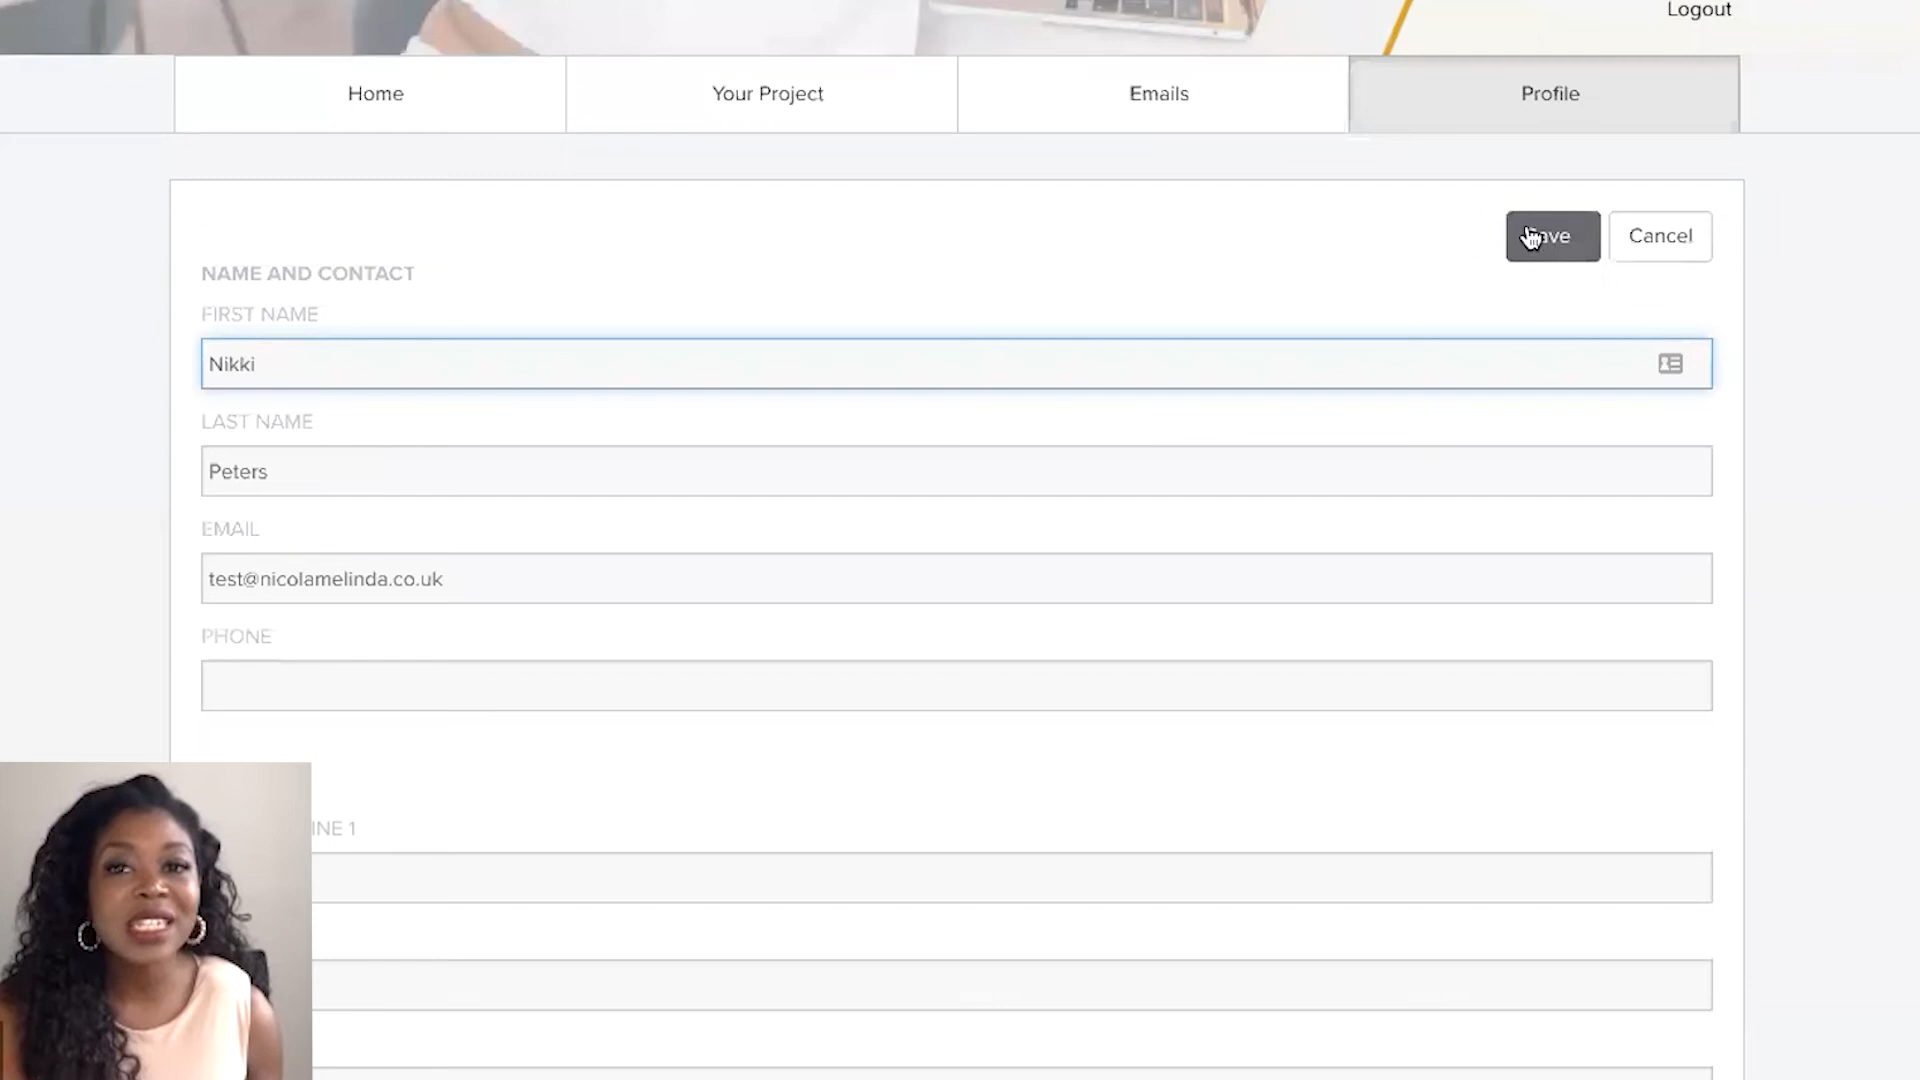 Logout
Home Your Project Emails Profile
Cancel
NAME AND CONTACT
FIRST NAME
Nikki
LAST NAME
Peters
EMAIL
test@nicolamelinda.co.uk
PHONE
INE 1